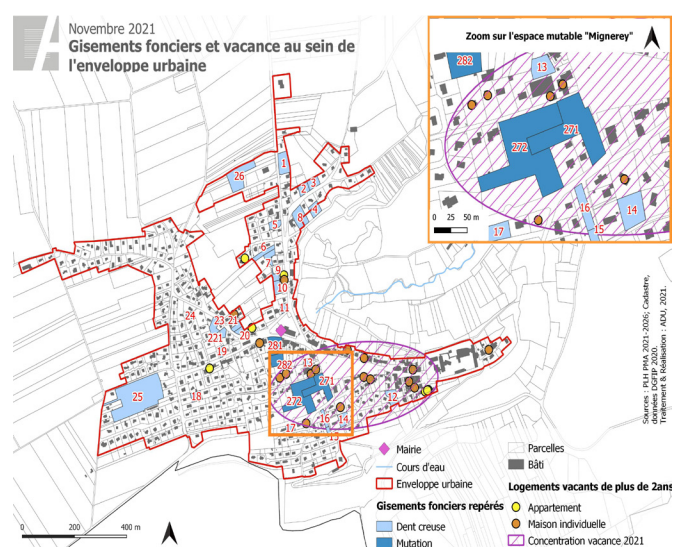 Novembre 2021
Gisements fonciers et vacance au sein de
l'enveloppe urbaine
Zoom sur l'espace mutable "Mignerey"
282
13
271
272
16
14
15
17
0 25 50 m
26
1
2
3
4
8
5
6
7
9
10
11
24
23
21
221
20
19
281
282
13
271
272
25
18
12
16
14
17
15
Mairie
Cours d'eau
Enveloppe urbaine
Gisements fonciers repérés
Dent creuse
Mutation
Parcelles
Bâti
Logements vacants de plus de 2ans
Appartement
Maison individuelle
Concentration vacance 2021
0 200 400 m
Sources : PLH PMA 2021-2026; Cadastre,
données DGFIP 2020.
Traitement & Réalisation : ADU, 2021.